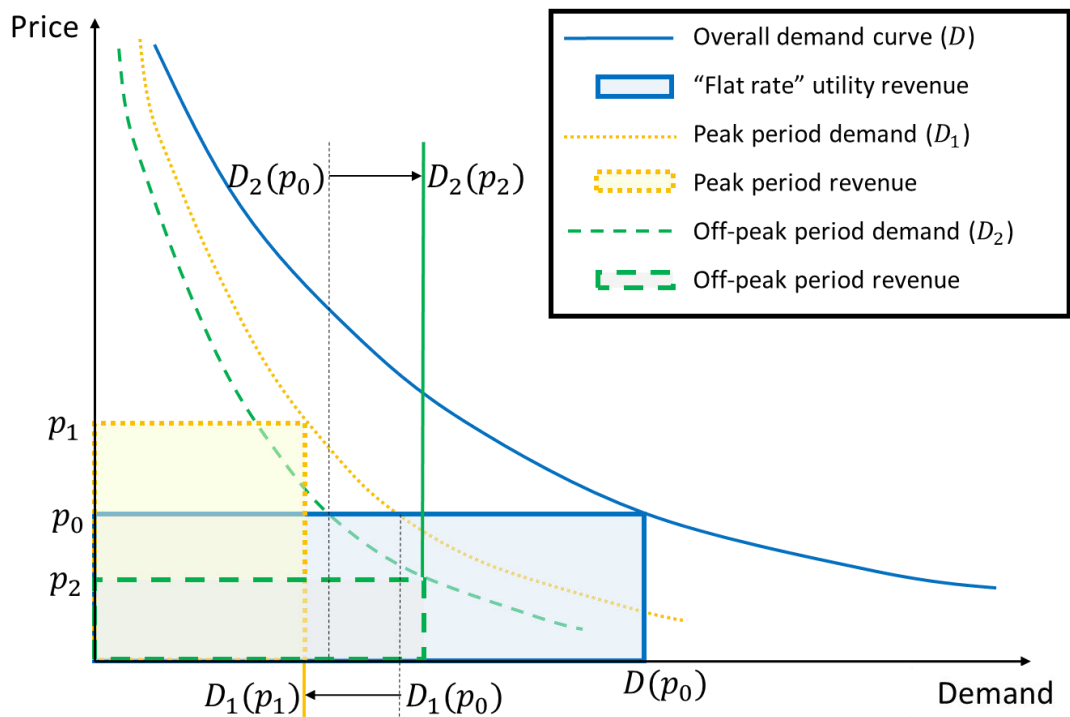 Price
Overall demand curve (D)
“Flat rate” utility revenue
Peak period demand (D₁)
Peak period revenue
Off-peak period demand (D₂)
Off-peak period revenue
D₂(p₀)
D₂(p₂)
p₁
p₀
p₂
D₁(p₁)
D₁(p₀)
D(p₀)
Demand